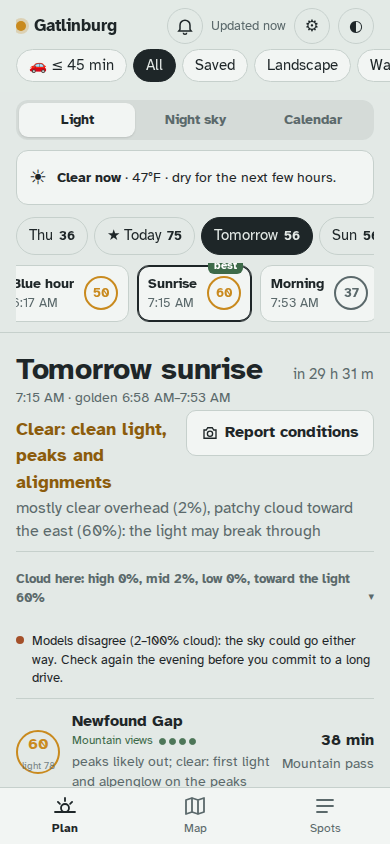 Gatlinburg
Updated now
🚗 ≤ 45 min
All
Saved
Landscape
Light
Night sky
Calendar
Clear now · 47°F · dry for the next few hours.
Thu 36
★ Today 75
Tomorrow 56
Sun
Blue hour
6:17 AM
50
best
Sunrise
7:15 AM
60
Morning
7:53 AM
37
Tomorrow sunrise
in 29 h 31 m
7:15 AM · golden 6:58 AM–7:53 AM
Clear: clean light,
peaks and
alignments
Report conditions
mostly clear overhead (2%), patchy cloud toward
the east (60%): the light may break through
Cloud here: high 0%, mid 2%, low 0%, toward the light
60%
Models disagree (2–100% cloud): the sky could go either
way. Check again the evening before you commit to a long
drive.
60
light 78
Newfound Gap
Mountain views
peaks likely out; clear: first light
and alpenglow on the peaks
38 min
Mountain pass
Plan
Map
Spots